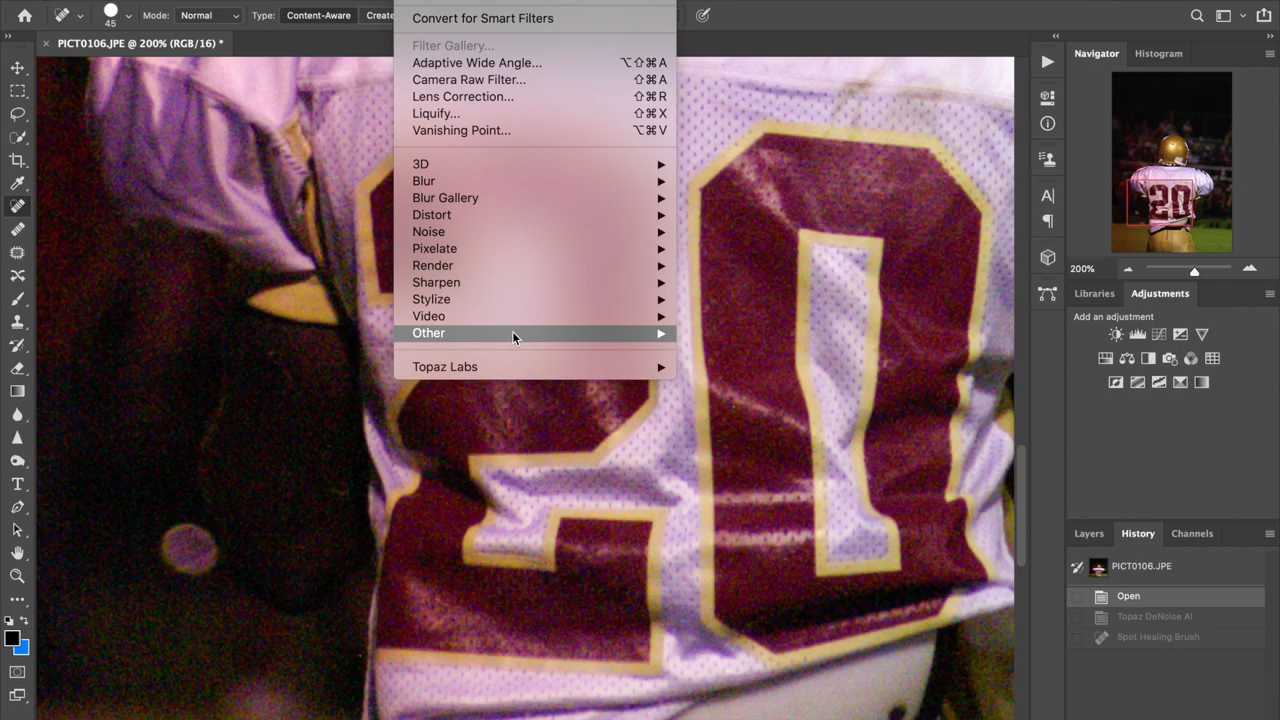 45
Mode: Normal
Type: Content-Aware Create
PICT0106.JPE @ 200% (RGB/16) *
Convert for Smart Filters
Filter Gallery...
Adaptive Wide Angle... ⌥⇧⌘A
Camera Raw Filter... ⇧⌘A
Lens Correction... ⇧⌘R
Liquify... ⇧⌘X
Vanishing Point... ⌥⌘V
3D
Blur
Blur Gallery
Distort
Noise
Pixelate
Render
Sharpen
Stylize
Video
Other
Topaz Labs
20
Navigator Histogram
20
200%
Libraries Adjustments
Add an adjustment
Layers History Channels
PICT0106.JPE
Open
Topaz DeNoise AI
Spot Healing Brush